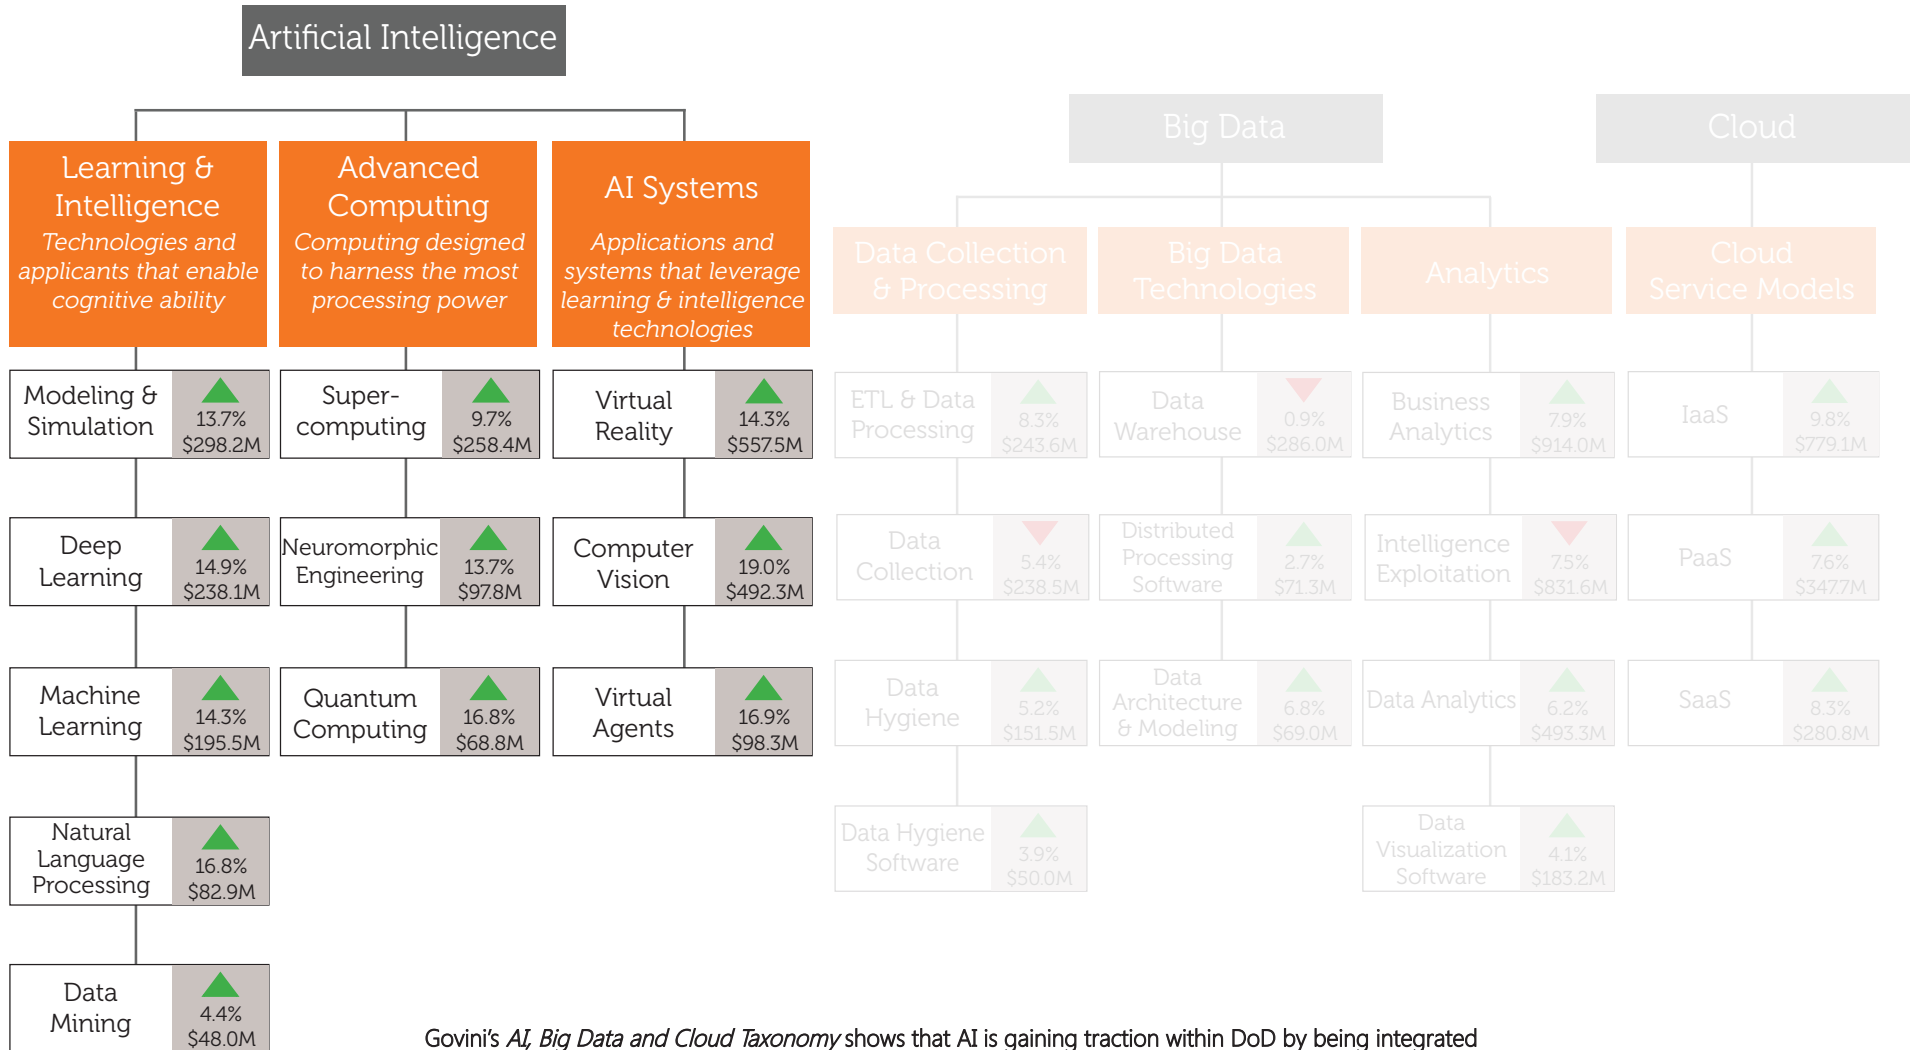 Artificial Intelligence
Learning &
Intelligence
Technologies and
applicants that enable
cognitive ability
Modeling &
Simulation
13.7%
$298.2M
Deep
Learning
14.9%
$238.1M
Machine
Learning
14.3%
$195.5M
Natural
Language
Processing
16.8%
$82.9M
Data
Mining
4.4%
$48.0M
Advanced
Computing
Computing designed
to harness the most
processing power
Super-
computing
9.7%
$258.4M
Neuromorphic
Engineering
13.7%
$97.8M
Quantum
Computing
16.8%
$68.8M
AI Systems
Applications and
systems that leverage
learning & intelligence
technologies
Virtual
Reality
14.3%
$557.5M
Computer
Vision
19.0%
$492.3M
Virtual
Agents
16.9%
$98.3M
Big Data
Data Collection
& Processing
ETL & Data
Processing
8.3%
$243.6M
Data
Collection
5.4%
$238.5M
Data
Hygiene
5.2%
$151.5M
Data Hygiene
Software
3.9%
$50.0M
Big Data
Technologies
Data
Warehouse
0.9%
$286.0M
Distributed
Processing
Software
2.7%
$71.3M
Data
Architecture
& Modeling
6.8%
$69.0M
Analytics
Business
Analytics
7.9%
$914.0M
Intelligence
Exploitation
7.5%
$831.6M
Data Analytics
6.2%
$493.3M
Data
Visualization
Software
4.1%
$183.2M
Cloud
Cloud
Service Models
IaaS
9.8%
$779.1M
PaaS
7.6%
$347.7M
SaaS
8.3%
$280.8M
Govini's AI, Big Data and Cloud Taxonomy shows that AI is gaining traction within DoD by being integrated